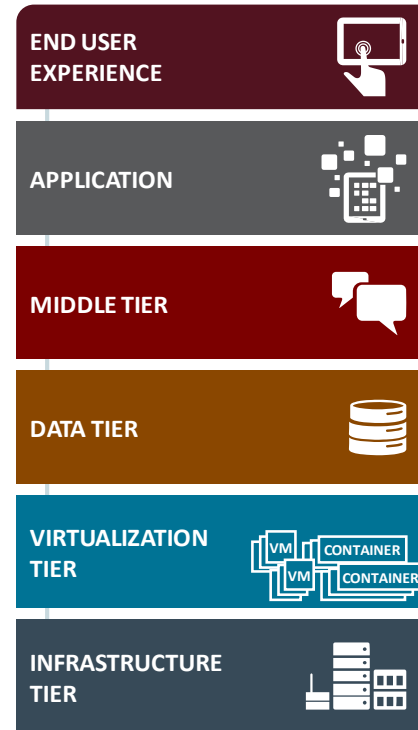 END USER
EXPERIENCE
APPLICATION
MIDDLE TIER
DATA TIER
VIRTUALIZATION
TIER
VM
CONTAINER
VM
CONTAINER
INFRASTRUCTURE
TIER